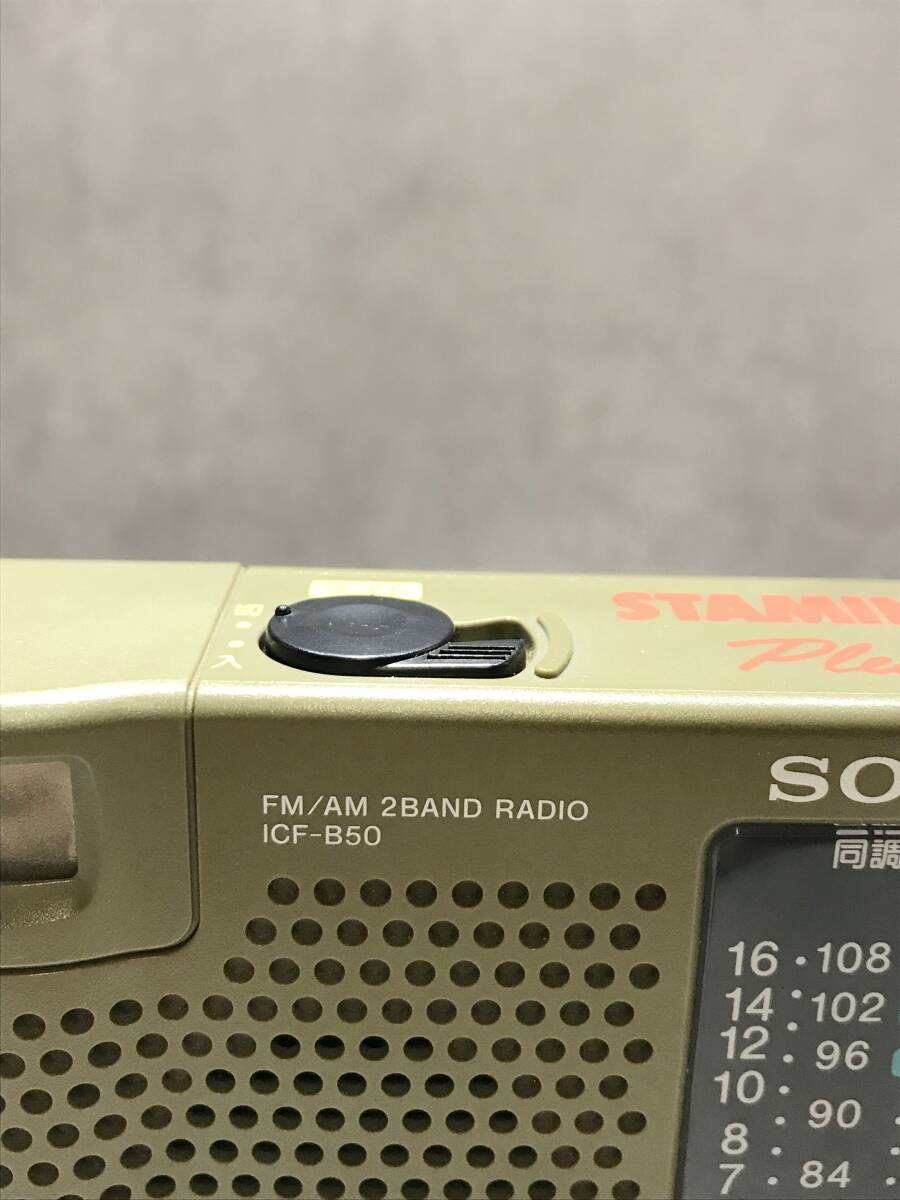 切
入
STAMIN
Plu
SO
FM/AM 2BAND RADIO
ICF-B50
同調
16 108
14 102
12 96
10 90
8
7 84